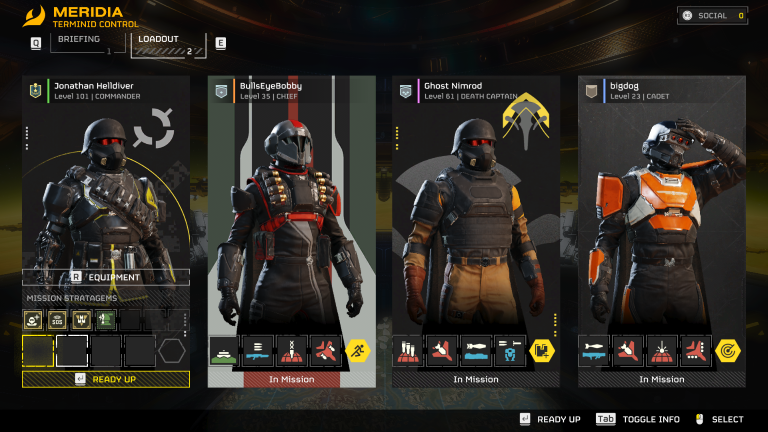 MERIDIA
TERMINID CONTROL
SOCIAL 0
Q BRIEFING 1 LOADOUT 2 E
Jonathan Helldiver
Level 101 | COMMANDER
BullsEyeBobby
Level 35 | CHIEF
Ghost Nimrod
Level 61 | DEATH CAPTAIN
bigdog
Level 23 | CADET
R / EQUIPMENT
MISSION STRATAGEMS
SOS
READY UP
In Mission
In Mission
In Mission
READY UP Tab TOGGLE INFO SELECT